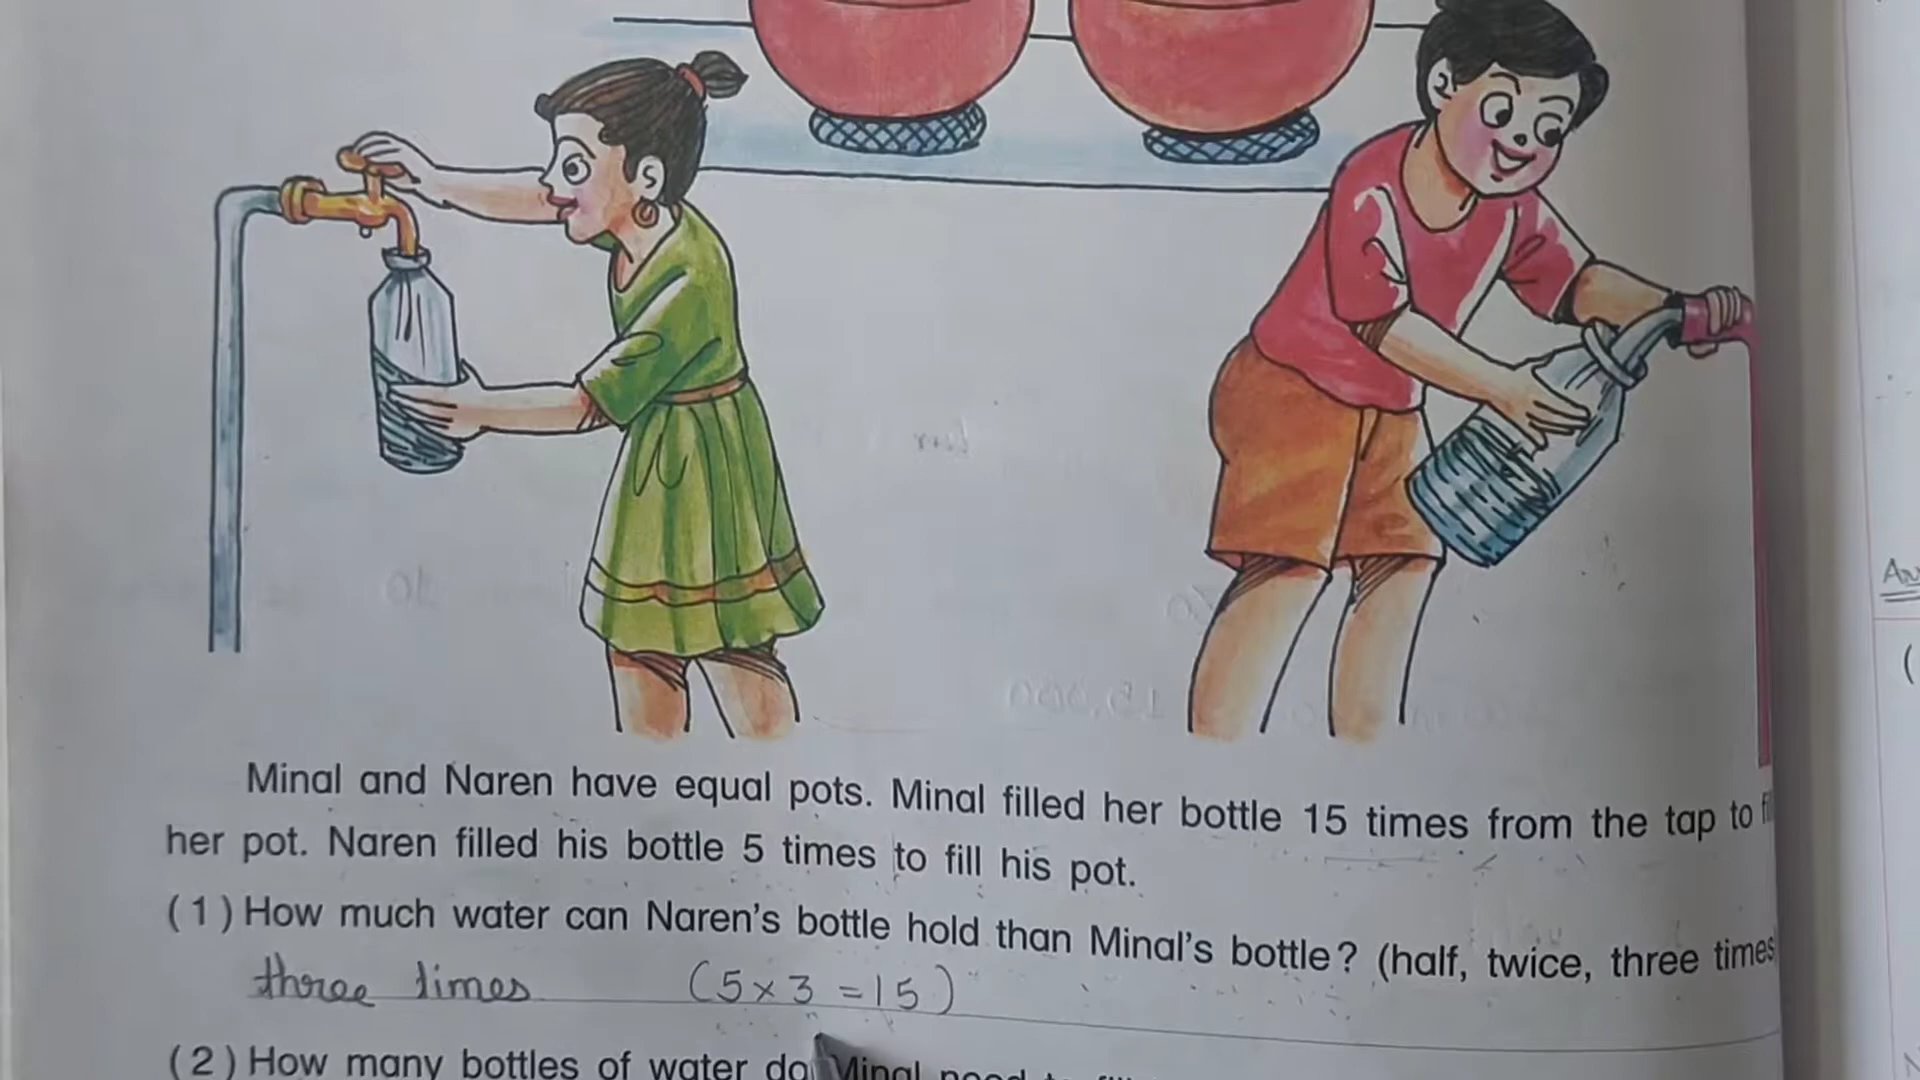 Minal and Naren have equal pots. Minal filled her bottle 15 times from the tap to
her pot. Naren filled his bottle 5 times to fill his pot.
(1) How much water can Naren's bottle hold than Minal's bottle? (half, twice, three times
three times (5×3=15)
(2) How many bottles of water do Minal need to